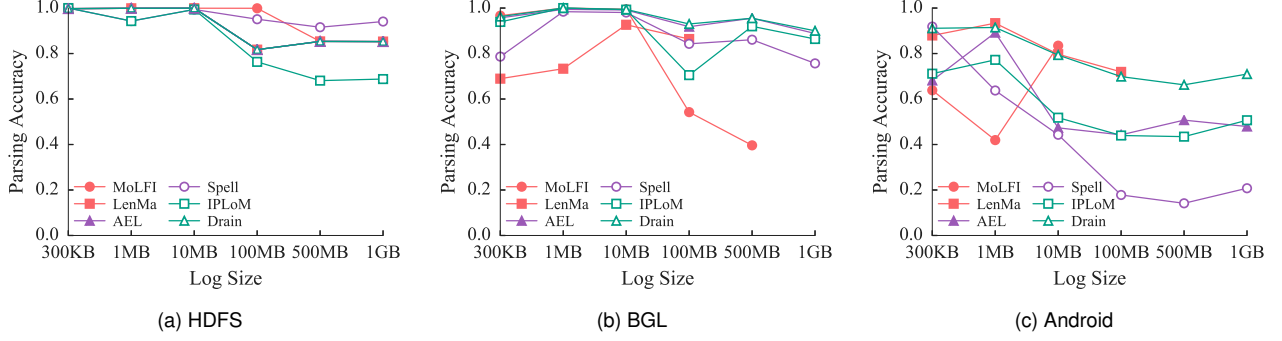 1.0
0.8
0.6
0.4
0.2
0.0
Parsing Accuracy
MoLFI
LenMa
AEL
Spell
IPLoM
Drain
300KB 1MB 10MB 100MB 500MB 1GB
Log Size
(a) HDFS
1.0
0.8
0.6
0.4
0.2
0.0
Parsing Accuracy
MoLFI
LenMa
AEL
Spell
IPLoM
Drain
300KB 1MB 10MB 100MB 500MB 1GB
Log Size
(b) BGL
1.0
0.8
0.6
0.4
0.2
0.0
Parsing Accuracy
MoLFI
LenMa
AEL
Spell
IPLoM
Drain
300KB 1MB 10MB 100MB 500MB 1GB
Log Size
(c) Android